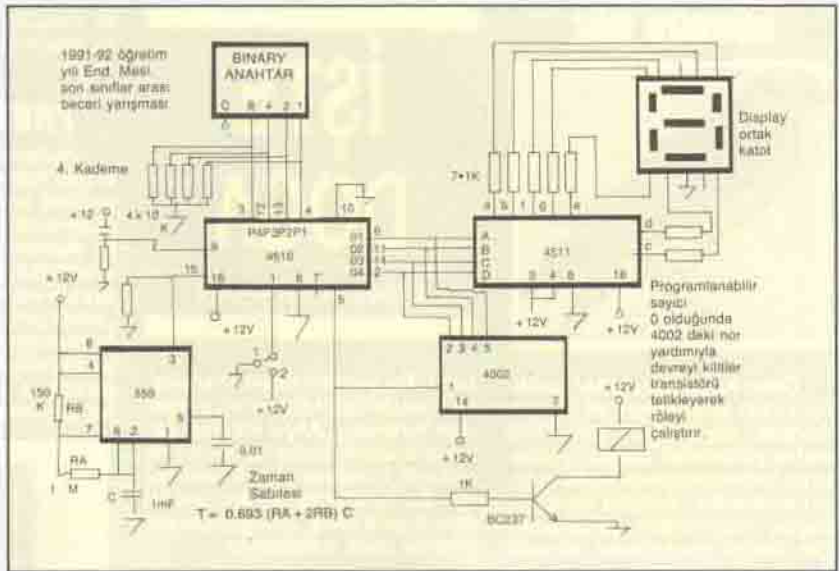 1991-92 öğretim
yılı End. Mesl.
son sınıflar arası
beceri yarışması
4. Kademe
BINARY
ANAHTAR
8 4 2 1
4 x 10
K
+12
3 12 13 4 10
P4P3P2P1
4510
9
15
16
1 8
5
6
11
14
2
+12V
1
2
+12V
+12V
8
4
3
555
5
7
6 2 1
150
K
RB
RA
1 M
C
1mF
0.01
Zaman
Sabitesi
T = 0.693 (RA + 2RB) C
7•1K
Display
ortak
katot
A
B
C
D
4511
d
c
3 4 8 16
+12V
+12V
2 3 4 5
4002
1
14
7
+12V
1K
BC237
+12V
Programlanabilir
sayıcı
0 olduğunda
4002 deki nor
yardımıyla
devreyi kilitler
transistörü
tetikleyerek
röleyi
çalıştırır.